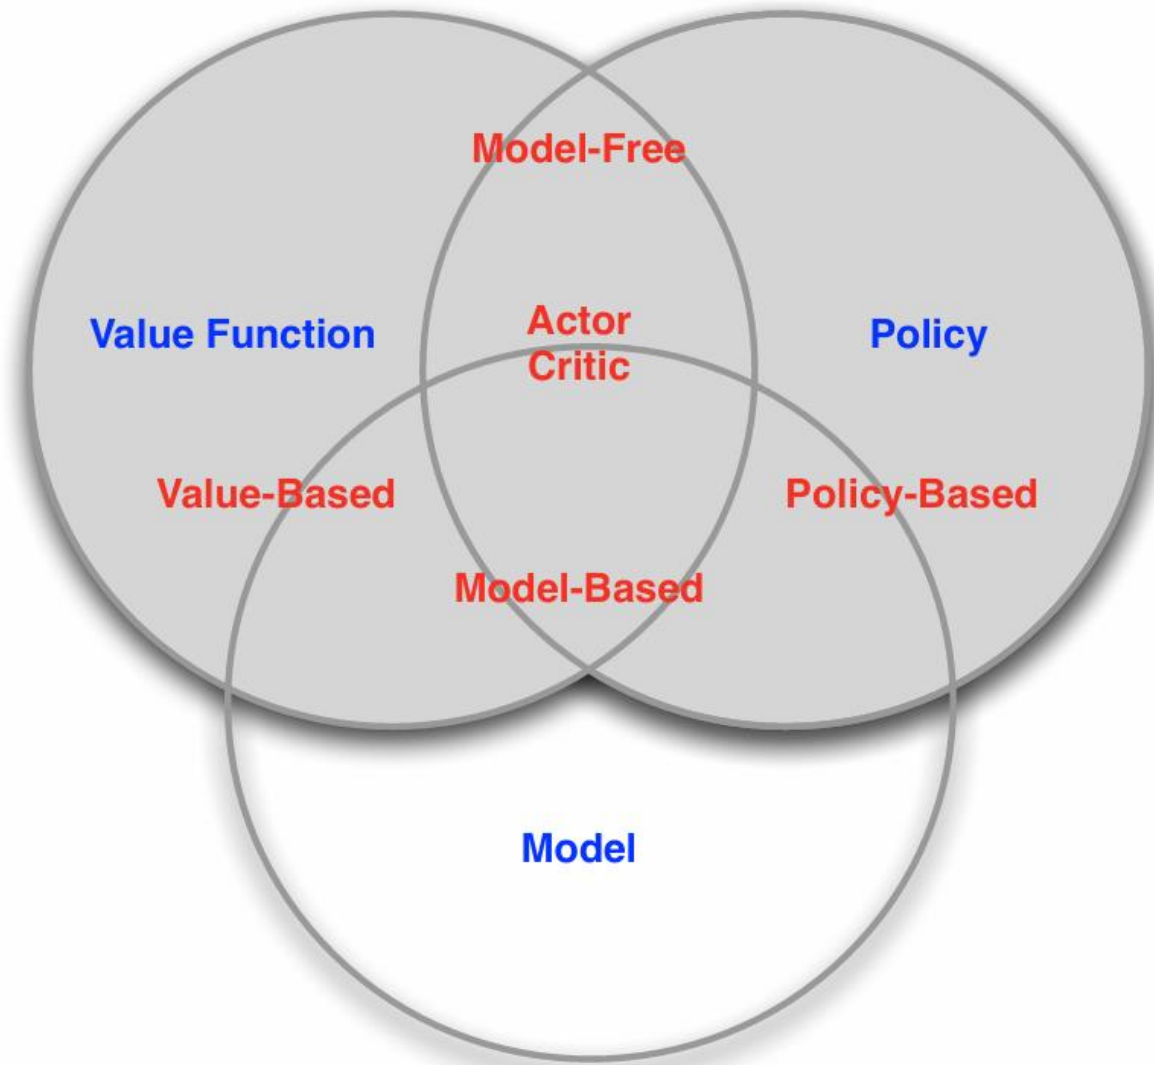 Model-Free
Actor
Critic
Value Function
Policy
Value-Based
Policy-Based
Model-Based
Model